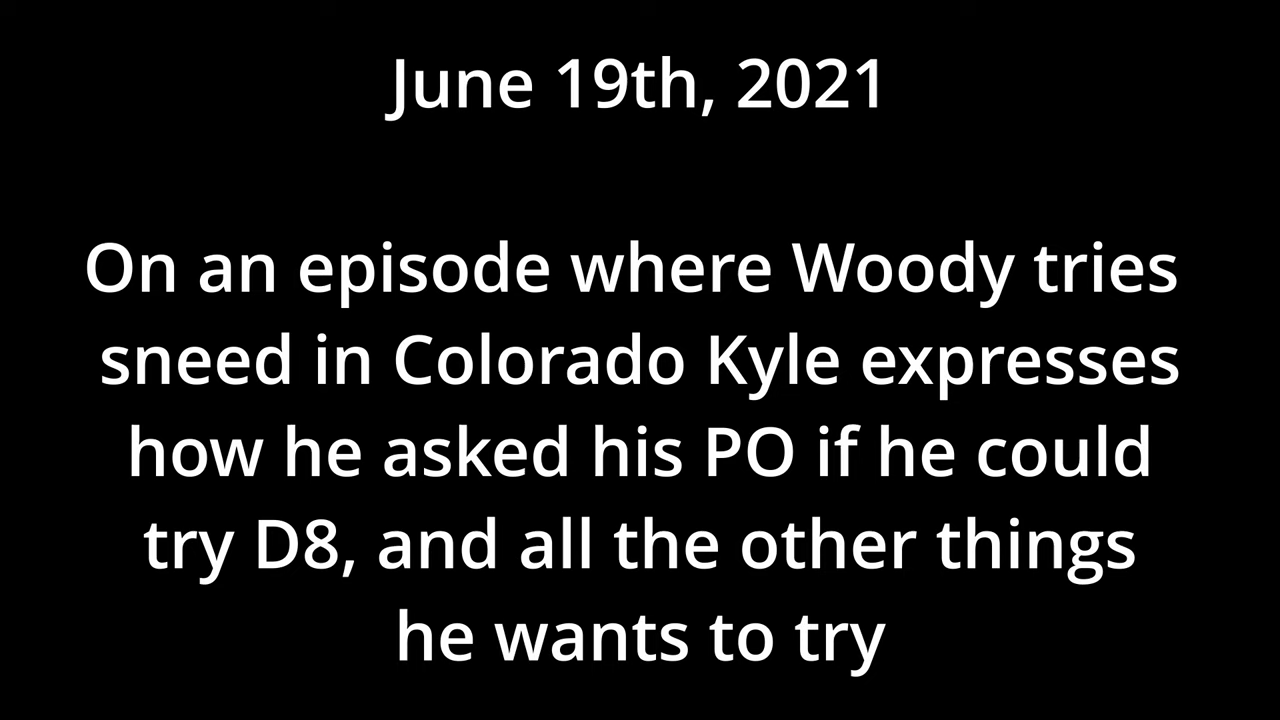 June 19th, 2021
On an episode where Woody tries
sneed in Colorado Kyle expresses
how he asked his PO if he could
try D8, and all the other things
he wants to try